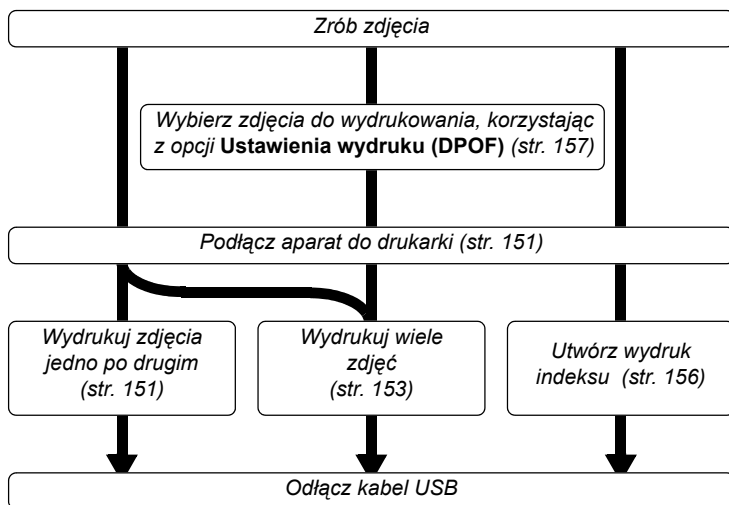 Zrób zdjęcia
Wybierz zdjęcia do wydrukowania, korzystając
z opcji Ustawienia wydruku (DPOF) (str. 157)
Podłącz aparat do drukarki (str. 151)
Wydrukuj zdjęcia
jedno po drugim
(str. 151)
Wydrukuj wiele
zdjęć
(str. 153)
Utwórz wydruk
indeksu (str. 156)
Odłącz kabel USB